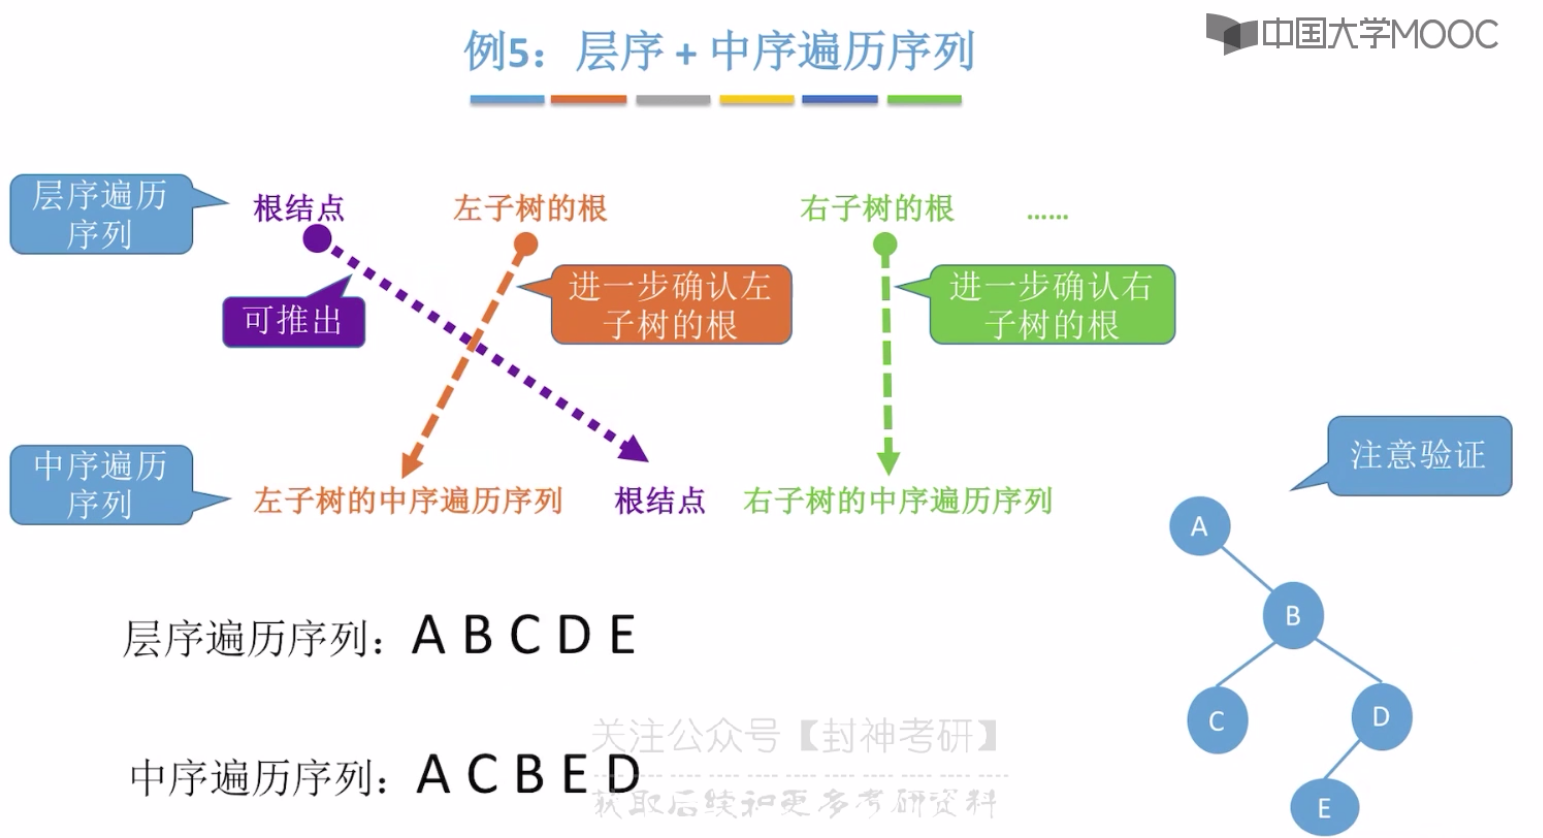 中国大学MOOC
例5：层序 + 中序遍历序列
层序遍历
序列
根结点
左子树的根
右子树的根
......
可推出
进一步确认左
子树的根
进一步确认右
子树的根
中序遍历
序列
左子树的中序遍历序列
根结点
右子树的中序遍历序列
注意验证
A
B
C
D
E
层序遍历序列：A B C D E
关注公众号【封神考研】
中序遍历序列：A C B E D
获取后续和更多考研资料